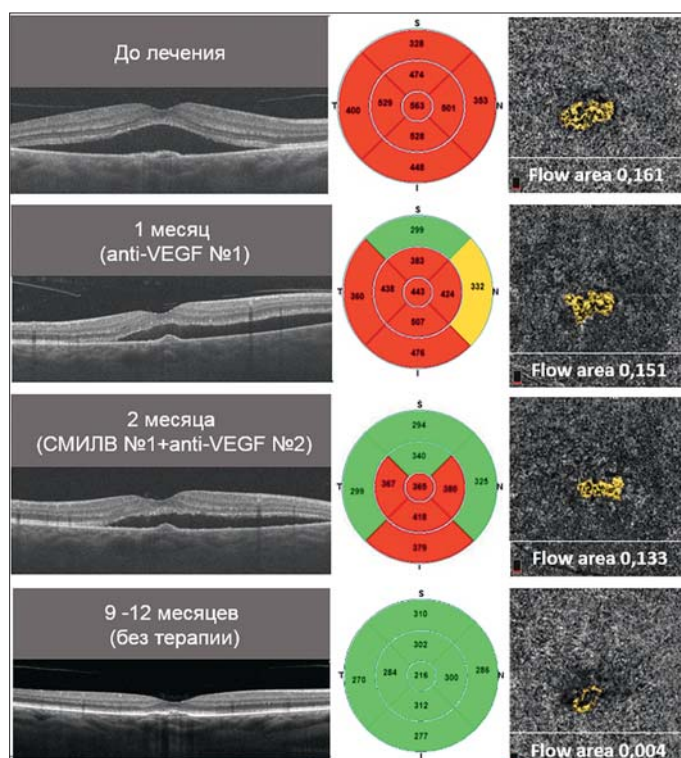 До лечения
S
328
474
T
400
529
563
501
353
N
528
448
I
Flow area 0,161
1 месяц
(anti-VEGF №1)
S
299
383
T
360
438
443
424
332
N
507
476
I
Flow area 0,151
2 месяца
(СМИЛВ №1+anti-VEGF №2)
S
294
340
T
299
367
365
380
325
N
418
379
I
Flow area 0,133
9 -12 месяцев
(без терапии)
S
310
302
T
270
284
216
300
286
N
312
277
I
Flow area 0,004